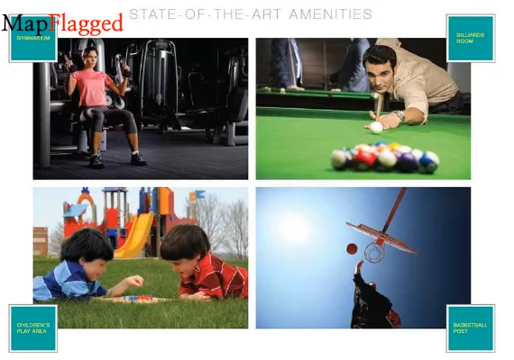 STATE-OF-THE-ART AMENITIES
MapFlagged
GYMNASIUM
BILLIARDS
ROOM
CHILDREN'S
PLAY AREA
BASKETBALL
POST